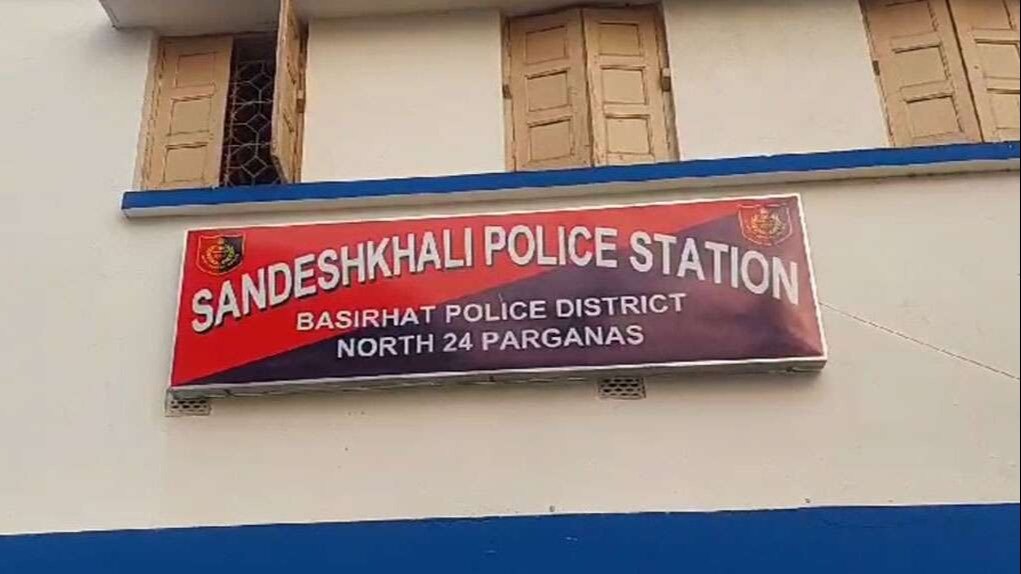 SANDESHKHALI POLICE STATION
BASIRHAT POLICE DISTRICT
NORTH 24 PARGANAS